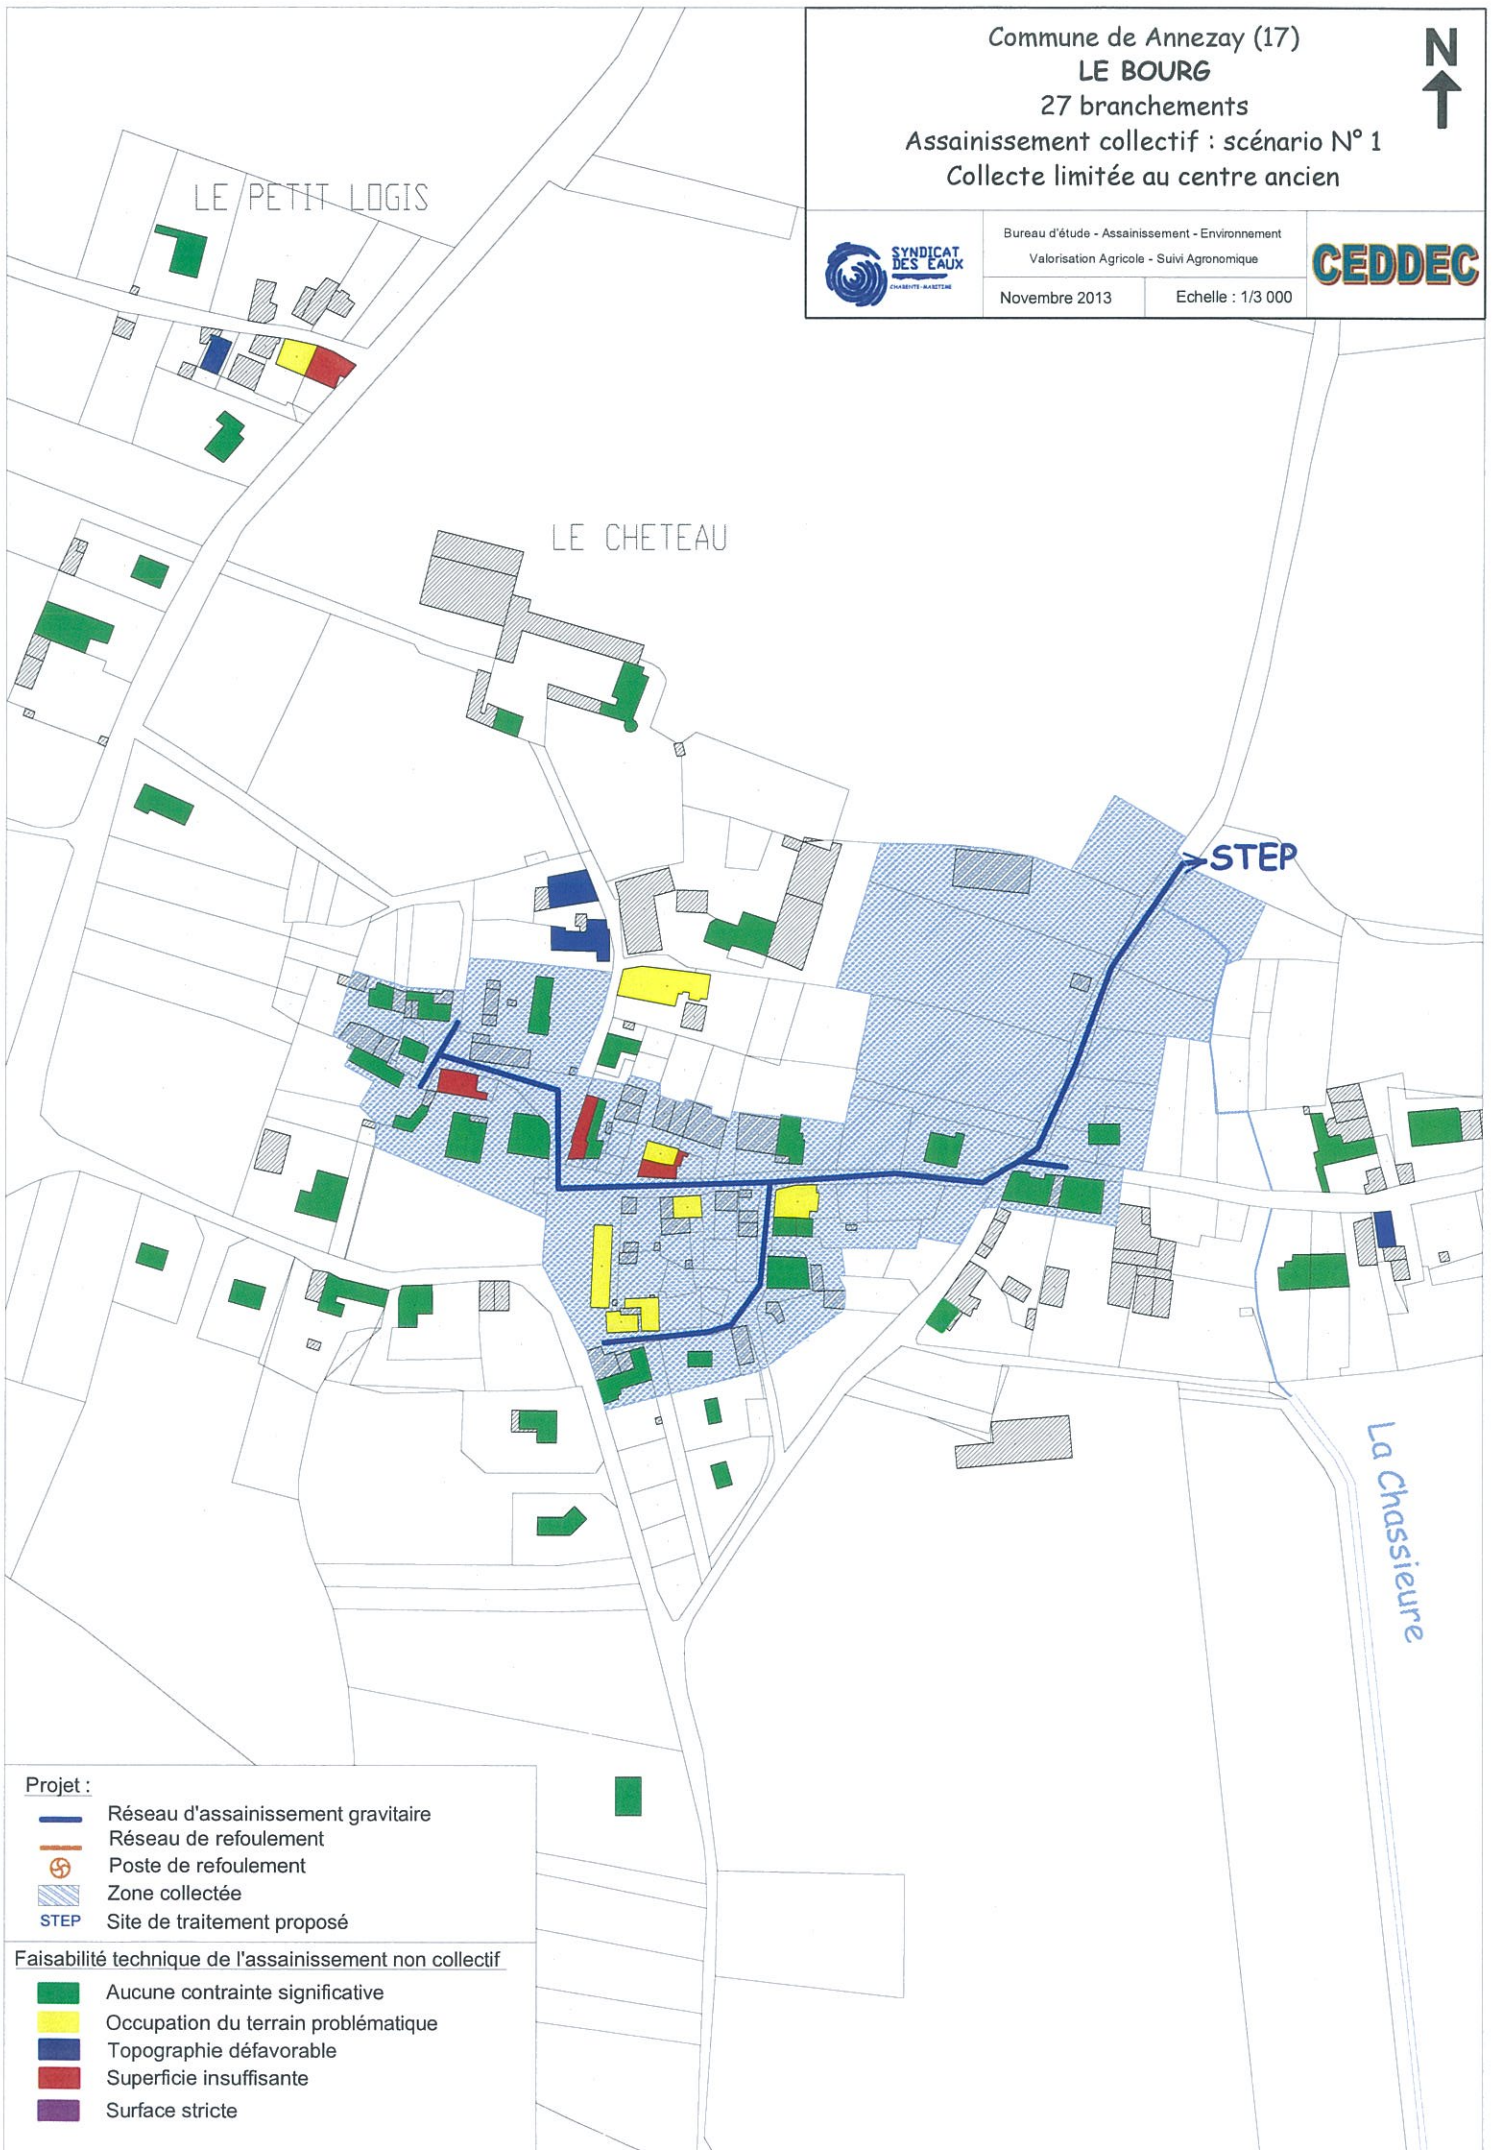 Commune de Annezay (17)
LE BOURG
27 branchements
Assainissement collectif : scénario N° 1
Collecte limitée au centre ancien
N
SYNDICAT
DES EAUX
CHARENTE-MARITIME
Bureau d'étude - Assainissement - Environnement
Valorisation Agricole - Suivi Agronomique
Novembre 2013
Echelle : 1/3 000
CEDDEC
LE PETIT LOGIS
LE CHETEAU
STEP
La Chassieure
Projet :
Réseau d'assainissement gravitaire
Réseau de refoulement
Poste de refoulement
Zone collectée
STEP Site de traitement proposé
Faisabilité technique de l'assainissement non collectif
Aucune contrainte significative
Occupation du terrain problématique
Topographie défavorable
Superficie insuffisante
Surface stricte